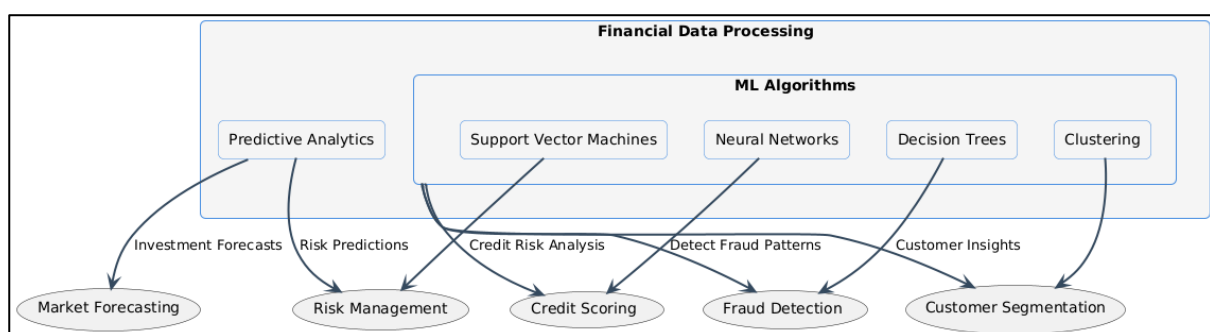 Financial Data Processing
ML Algorithms
Predictive Analytics
Support Vector Machines
Neural Networks
Decision Trees
Clustering
Investment Forecasts
Risk Predictions
Credit Risk Analysis
Detect Fraud Patterns
Customer Insights
Market Forecasting
Risk Management
Credit Scoring
Fraud Detection
Customer Segmentation